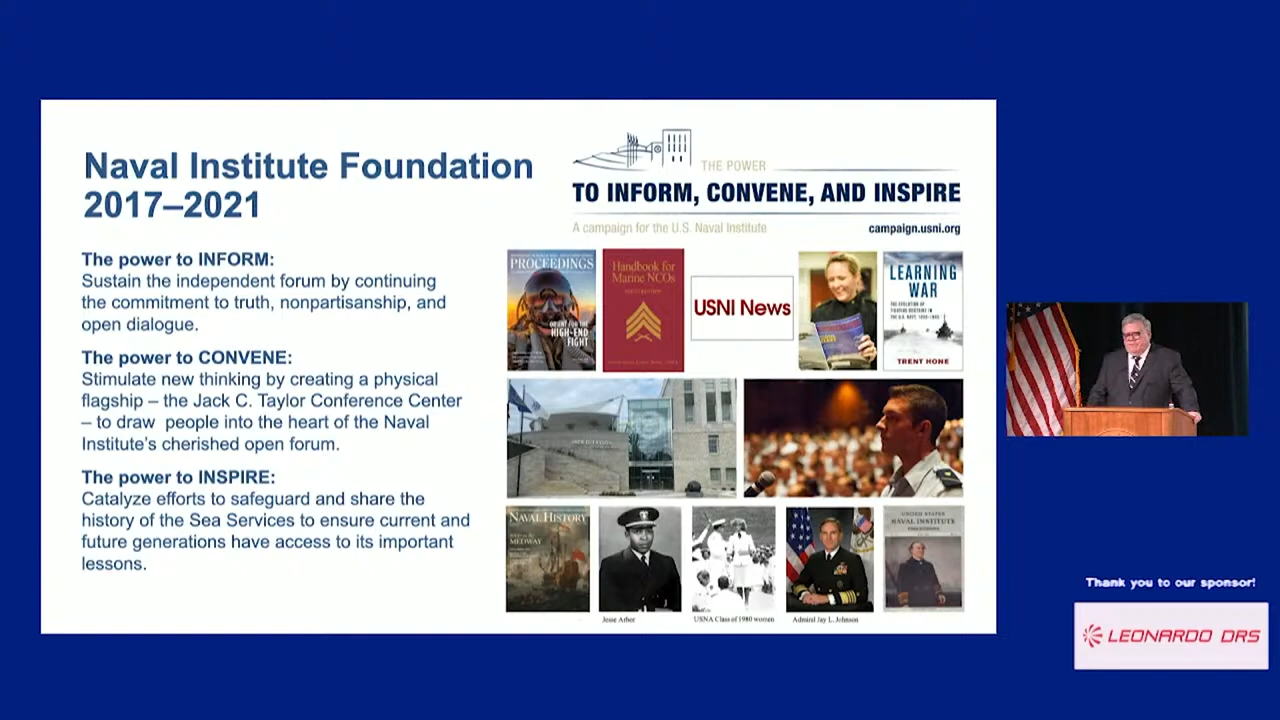 Naval Institute Foundation
2017–2021
THE POWER
TO INFORM, CONVENE, AND INSPIRE
A campaign for the U.S. Naval Institute
campaign.usni.org
The power to INFORM:
Sustain the independent forum by continuing
the commitment to truth, nonpartisanship, and
open dialogue.
The power to CONVENE:
Stimulate new thinking by creating a physical
flagship – the Jack C. Taylor Conference Center
– to draw  people into the heart of the Naval
Institute's cherished open forum.
The power to INSPIRE:
Catalyze efforts to safeguard and share the
history of the Sea Services to ensure current and
future generations have access to its important
lessons.
PROCEEDINGS
HIGH-END
FIGHT
Handbook for
Marine NCOs
USNI News
LEARNING
WAR
TRENT HONE
NAVAL HISTORY
MEDWAY
UNITED STATES
NAVAL INSTITUTE
Jesse Arbor
USNA Class of 1980 women
Admiral Jay L. Johnson
Thank you to our sponsor!
LEONARDO DRS